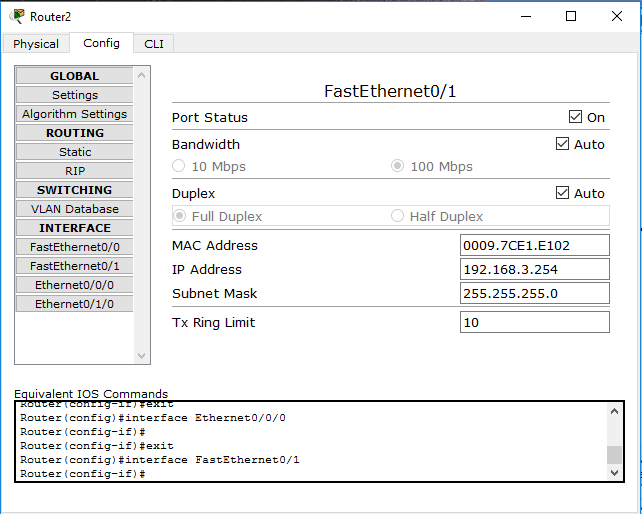 Router2
Physical Config CLI
GLOBAL
Settings
Algorithm Settings
ROUTING
Static
RIP
SWITCHING
VLAN Database
INTERFACE
FastEthernet0/0
FastEthernet0/1
Ethernet0/0/0
Ethernet0/1/0
FastEthernet0/1
Port Status On
Bandwidth Auto
10 Mbps 100 Mbps
Duplex Auto
Full Duplex Half Duplex
MAC Address 0009.7CE1.E102
IP Address 192.168.3.254
Subnet Mask 255.255.255.0
Tx Ring Limit 10
Equivalent IOS Commands
Router(config-if)#exit
Router(config)#interface Ethernet0/0/0
Router(config-if)#
Router(config-if)#exit
Router(config)#interface FastEthernet0/1
Router(config-if)#